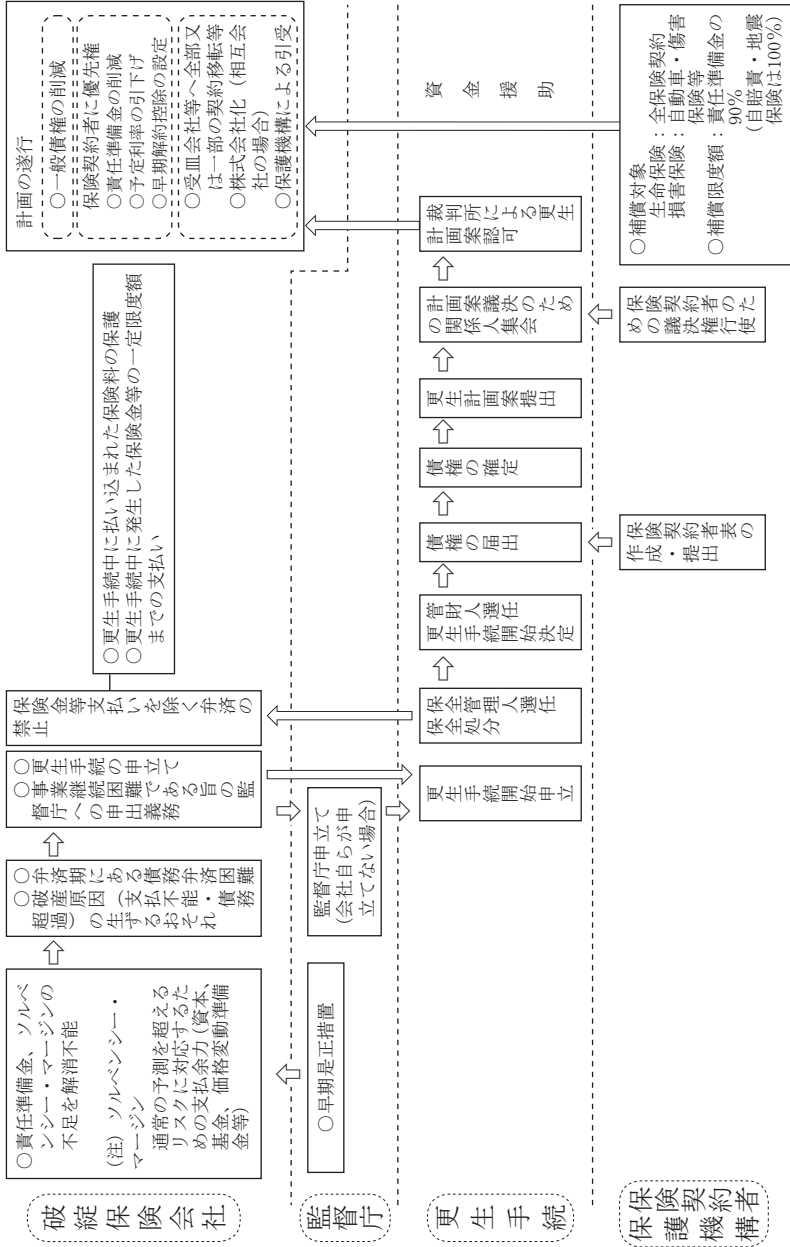 破綻保険会社
○責任準備金、ソルベ
ンシー・マージンの
不足を解消不能
(注) ソルベンシー・
マージン
通常の予測を超える
リスクに対応するた
めの支払余力 (資本、
基金、価格変動準備
金等)
○弁済期にある債務弁済困難
○破産原因（支払不能・債務
超過）の生ずるおそれ
○更生手続の申立て
○事業継続困難である旨の監
督庁への申出義務
保険金等支払いを除く弁済の
禁止
○更生手続中に払い込まれた保険料の保護
○更生手続中に発生した保険金等の一定限度額
までの支払い
計画の遂行
○一般債権の削減
保険契約者に優先権
○責任準備金の削減
○予定利率の引下げ
○早期解約控除の設定
○受皿会社等へ全部又
は一部の契約移転等
○株式会社化（相互会
社の場合）
○保護機構による引受
監督庁
○早期是正措置
監督庁申立て
(会社自らが申
立てない場合)
更生手続
更生手続開始申立
保全管理人選任
保全処分
管財人選任
更生手続開始決定
債権の届出
債権の確定
更生計画案提出
計画案議決のため
の関係人集会
裁判所による更生
計画案認可
資金援助
保険契約者
保護機構
保険契約者表の
作成・提出
保険契約者のた
めの議決権行使
○補償対象
生命保険：全保険契約
損害保険：自動車・傷害
保険等
○補償限度額：責任準備金の
90％
(自賠責・地震
保険は100％)